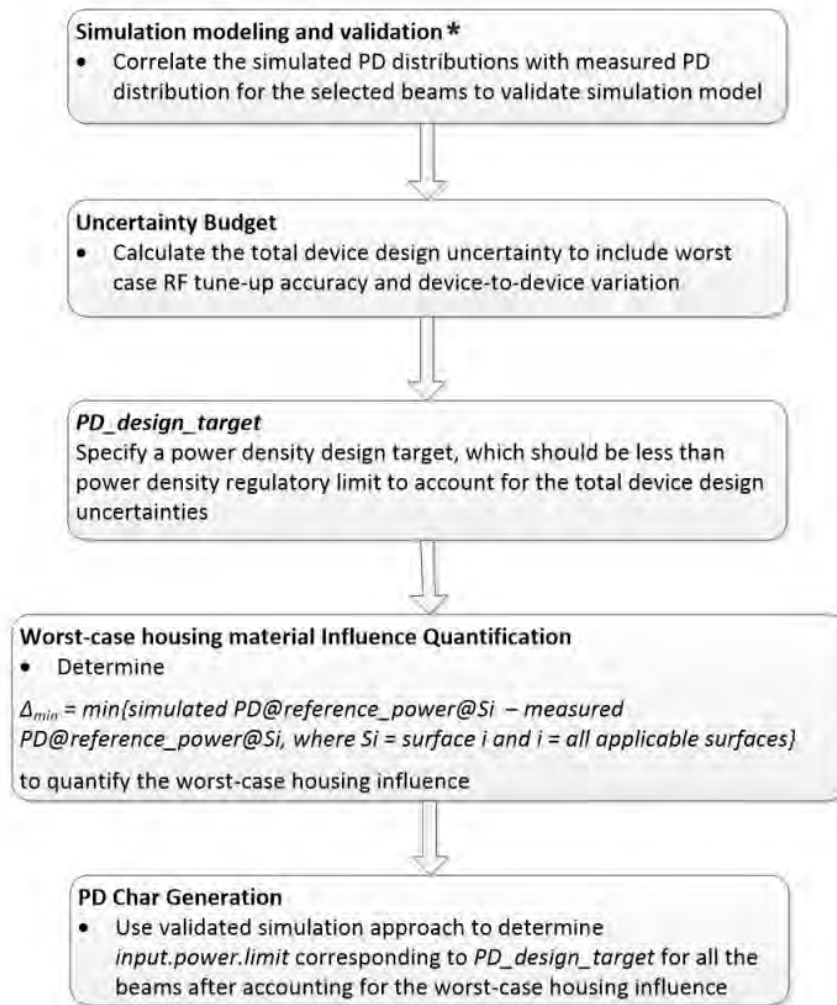 Simulation modeling and validation*
• Correlate the simulated PD distributions with measured PD
distribution for the selected beams to validate simulation model
Uncertainty Budget
• Calculate the total device design uncertainty to include worst
case RF tune-up accuracy and device-to-device variation
PD_design_target
Specify a power density design target, which should be less than
power density regulatory limit to account for the total device design
uncertainties
Worst-case housing material Influence Quantification
• Determine
Δmin = min{simulated PD@reference_power@Si – measured
PD@reference_power@Si, where Si = surface i and i = all applicable surfaces}
to quantify the worst-case housing influence
PD Char Generation
• Use validated simulation approach to determine
input.power.limit corresponding to PD_design_target for all the
beams after accounting for the worst-case housing influence